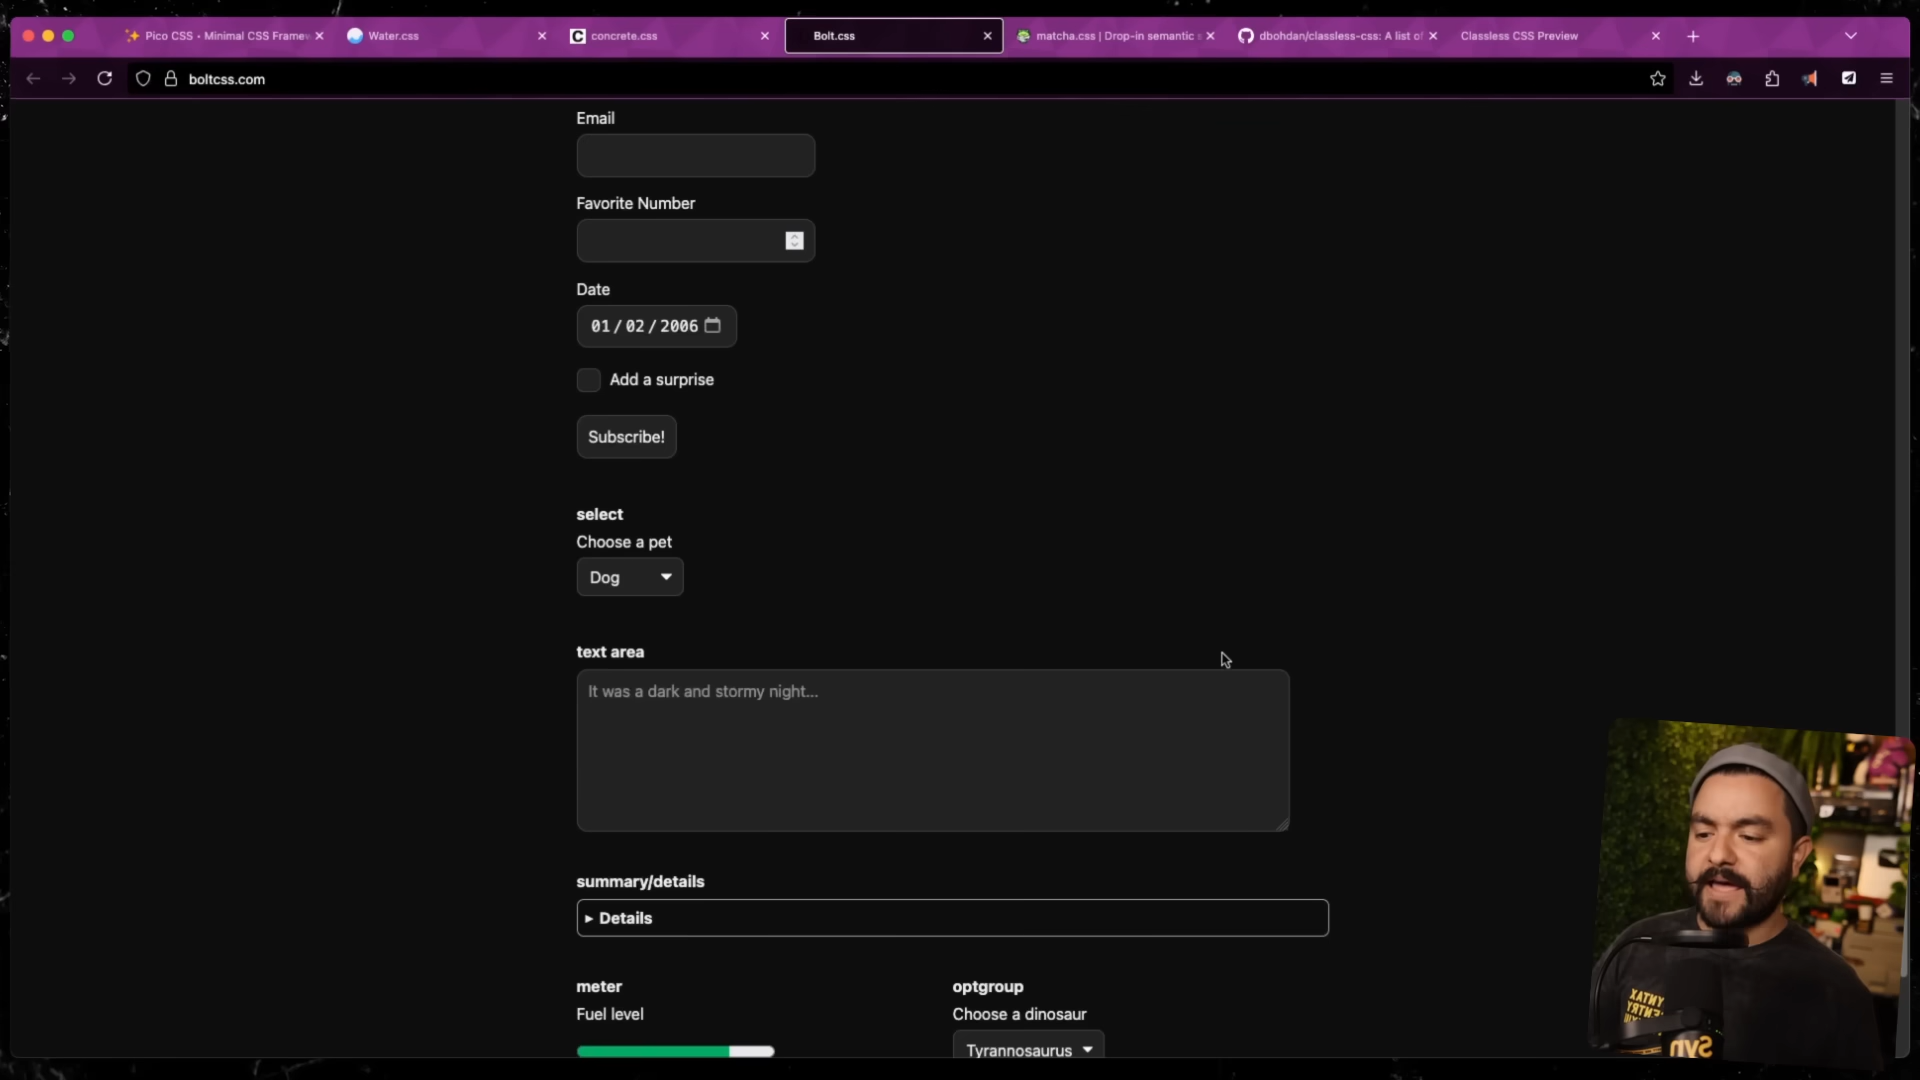 Pico CSS • Minimal CSS Framew
Water.css
concrete.css
Bolt.css
matcha.css | Drop-in semantic s
dbohdan/classless-css: A list of
Classless CSS Preview
boltcss.com
Email
Favorite Number
Date
01/02/2006
Add a surprise
Subscribe!
select
Choose a pet
Dog
text area
It was a dark and stormy night...
summary/details
▸ Details
meter
optgroup
Fuel level
Choose a dinosaur
Tyrannosaurus